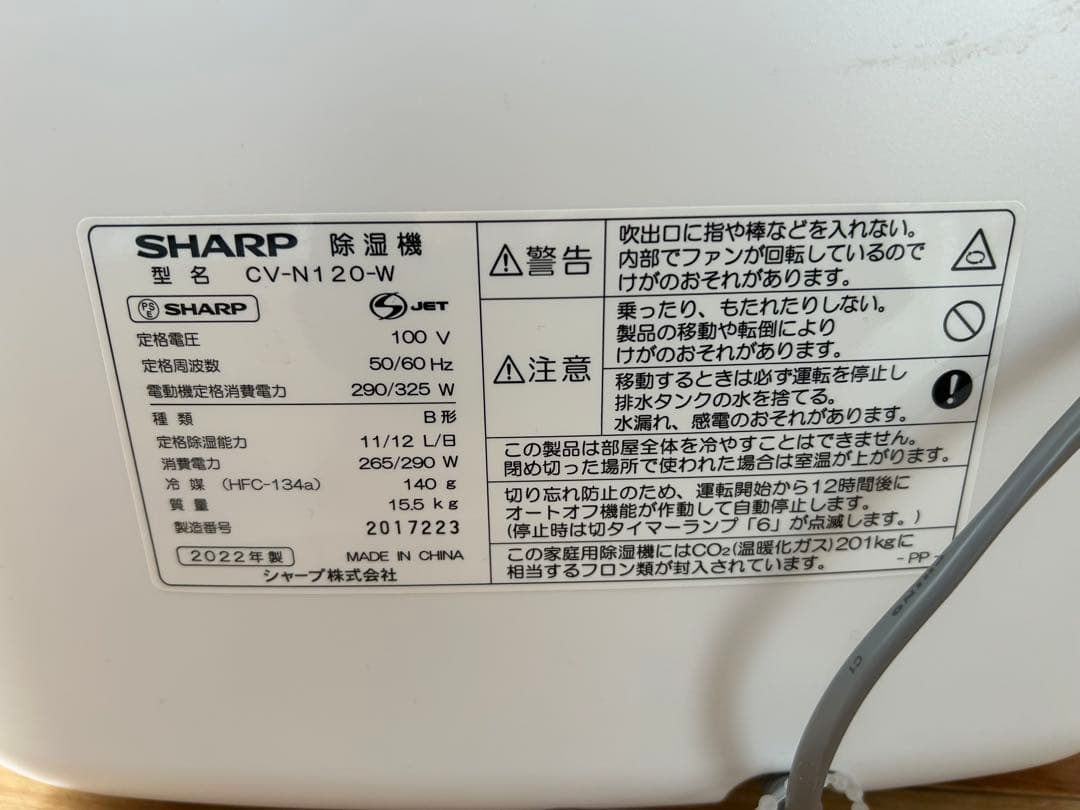 SHARP 除湿機
型名 CV-N120-W
PSE SHARP
S JET
定格電圧 100 V
定格周波数 50/60 Hz
電動機定格消費電力 290/325 W
種類 B形
定格除湿能力 11/12 L/日
消費電力 265/290 W
冷媒 (HFC-134a) 140 g
質量 15.5 kg
製造番号 2017223
2022年製 MADE IN CHINA
シャープ株式会社
警告
吹出口に指や棒などを入れない。
内部でファンが回転しているので
けがのおそれがあります。
注意
乗ったり、もたれたりしない。
製品の移動や転倒により
けがのおそれがあります。
移動するときは必ず運転を停止し
排水タンクの水を捨てる。
水漏れ、感電のおそれがあります。
この製品は部屋全体を冷やすことはできません。
閉め切った場所で使われた場合は室温が上がります。
切り忘れ防止のため、運転開始から12時間後に
オートオフ機能が作動して自動停止します。
(停止時は切タイマーランプ「6」が点滅します。)
この家庭用除湿機にはCO₂(温暖化ガス)201kgに
相当するフロン類が封入されています。
-PP-
C1